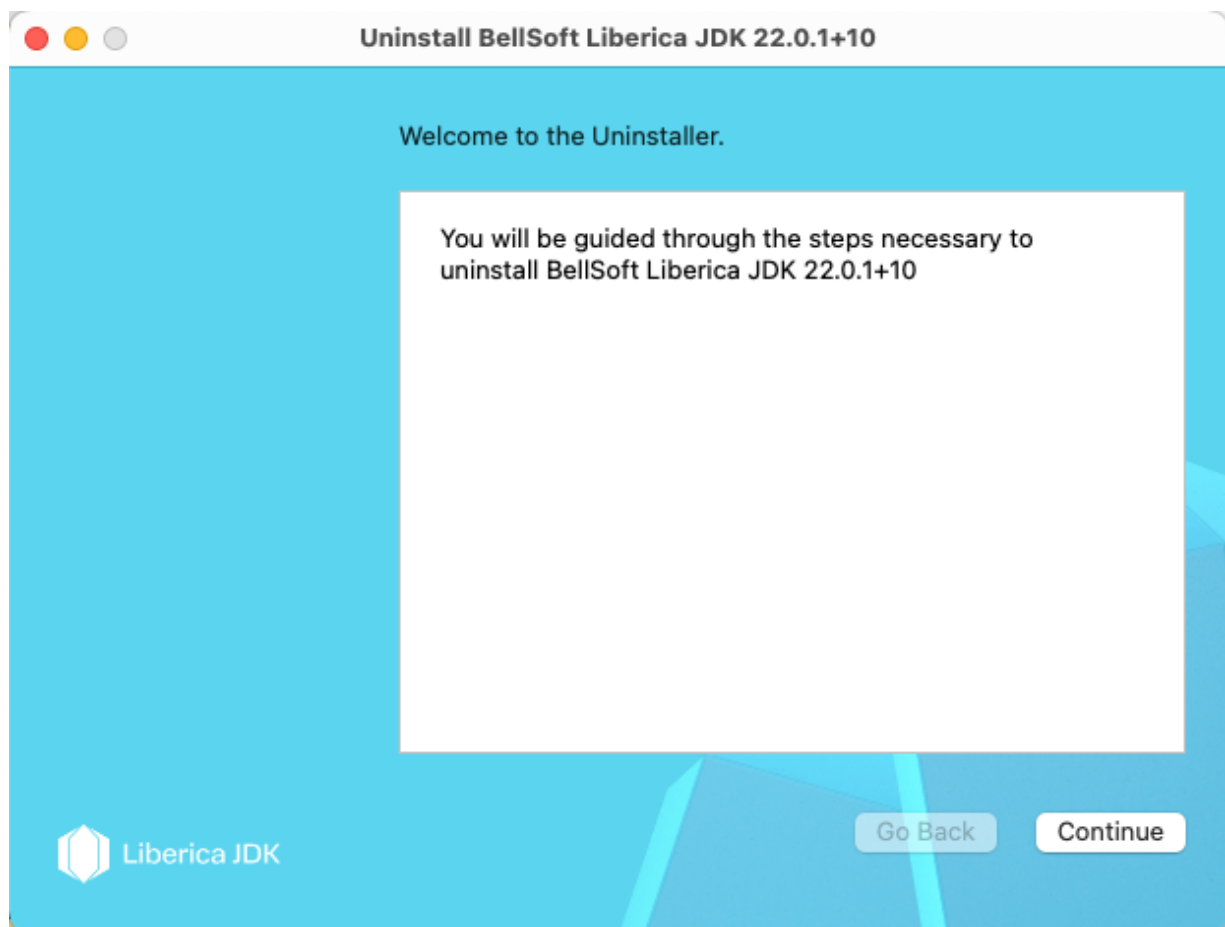 Uninstall BellSoft Liberica JDK 22.0.1+10
Welcome to the Uninstaller.
You will be guided through the steps necessary to
uninstall BellSoft Liberica JDK 22.0.1+10
Go Back
Continue
Liberica JDK